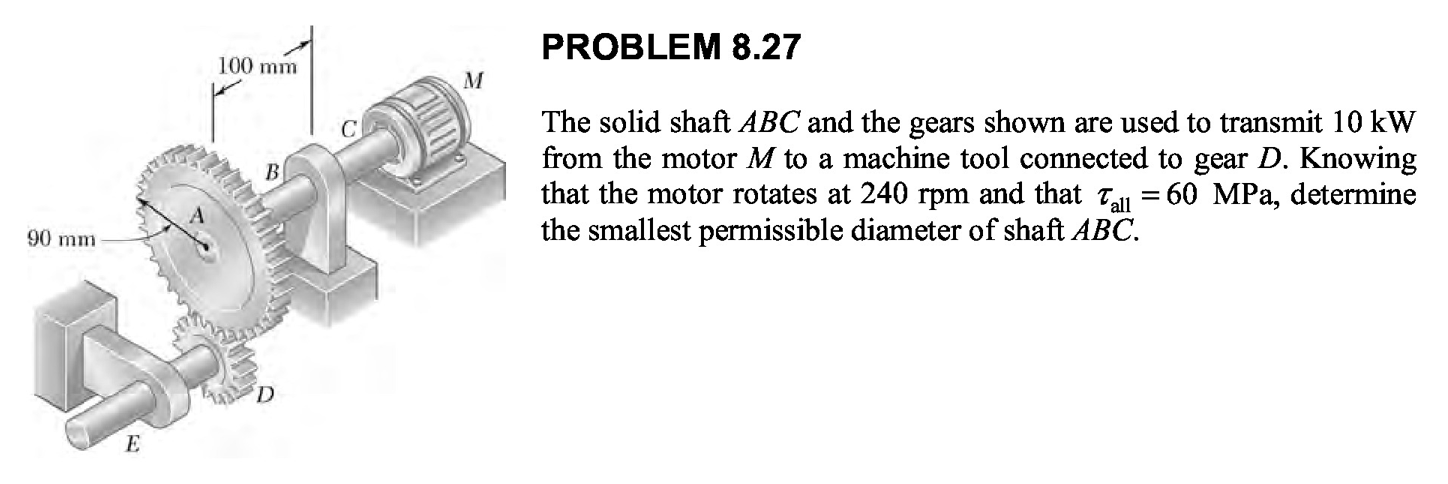 PROBLEM 8.27
The solid shaft ABC and the gears shown are used to transmit 10 kW
from the motor M to a machine tool connected to gear D. Knowing
that the motor rotates at 240 rpm and that τall = 60 MPa, determine
the smallest permissible diameter of shaft ABC.
100 mm
M
C
B
A
90 mm
D
E